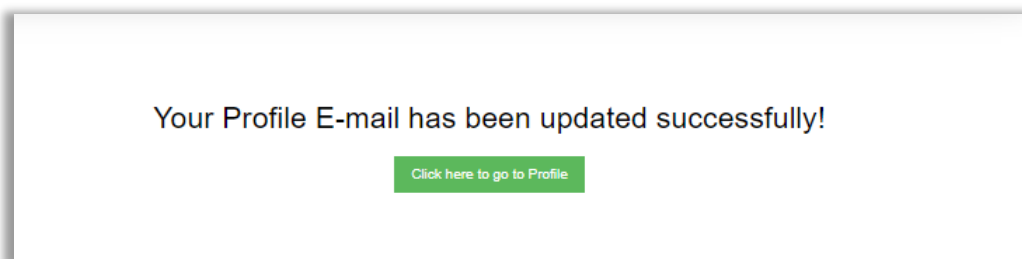 Your Profile E-mail has been updated successfully!
Click here to go to Profile